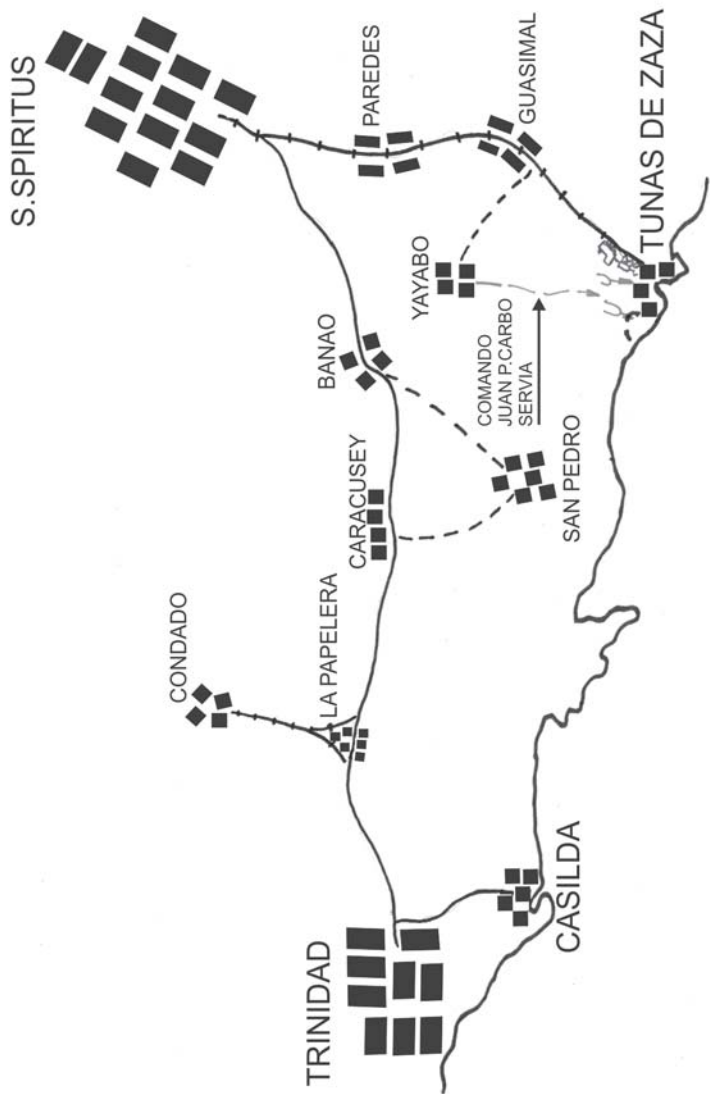 S.SPIRITUS
PAREDES
GUASIMAL
TUNAS DE ZAZA
YAYABO
BANAO
COMANDO
JUAN P.CARBO
SERVIA
CARACUSEY
SAN PEDRO
CONDADO
LA PAPELERA
TRINIDAD
CASILDA